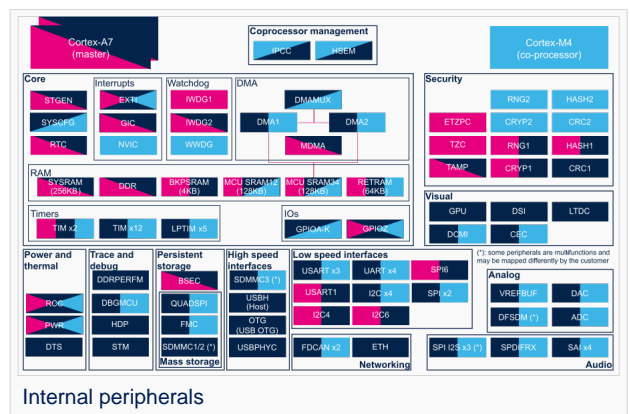 Cortex-A7
(master)
Coprocessor management
IPCC
HSEM
Cortex-M4
(co-processor)
Core
STGEN
SYSCFG
RTC
Interrupts
EXTI
GIC
NVIC
Watchdog
IWDG1
IWDG2
WWDG
DMA
DMAMUX
DMA1
DMA2
MDMA
Security
RNG2
HASH2
ETZPC
CRYP2
CRC2
TZC
RNG1
HASH1
TAMP
CRYP1
CRC1
RAM
SYSRAM
(256KB)
DDR
BKPSRAM
(4KB)
MCU SRAM12
(128KB)
MCU SRAM34
(128KB)
RETRAM
(64KB)
Timers
TIM x2
TIM x12
LPTIM x5
IOs
GPIOA-K
GPIOZ
Visual
GPU
DSI
LTDC
DCMI
CEC
Power and
thermal
ROC
PWR
DTS
Trace and
debug
DDRPERFM
DBGMCU
HDP
STM
Persistent
storage
BSEC
QUADSPI
FMC
SDMMC1/2 (*)
Mass storage
High speed
interfaces
SDMMC3 (*)
USBH
(Host)
OTG
(USB OTG)
USBPHYC
Low speed interfaces
USART x3
UART x4
SPI6
USART1
I2C x4
SPI x2
I2C4
I2C6
FDCAN x2
ETH
Networking
(*): some peripherals are multifunctions and
may be mapped differently by the customer
Analog
VREFBUF
DAC
DFSDM (*)
ADC
SPI I2S x3 (*)
SPDIFRX
SAI x4
Audio
Internal peripherals